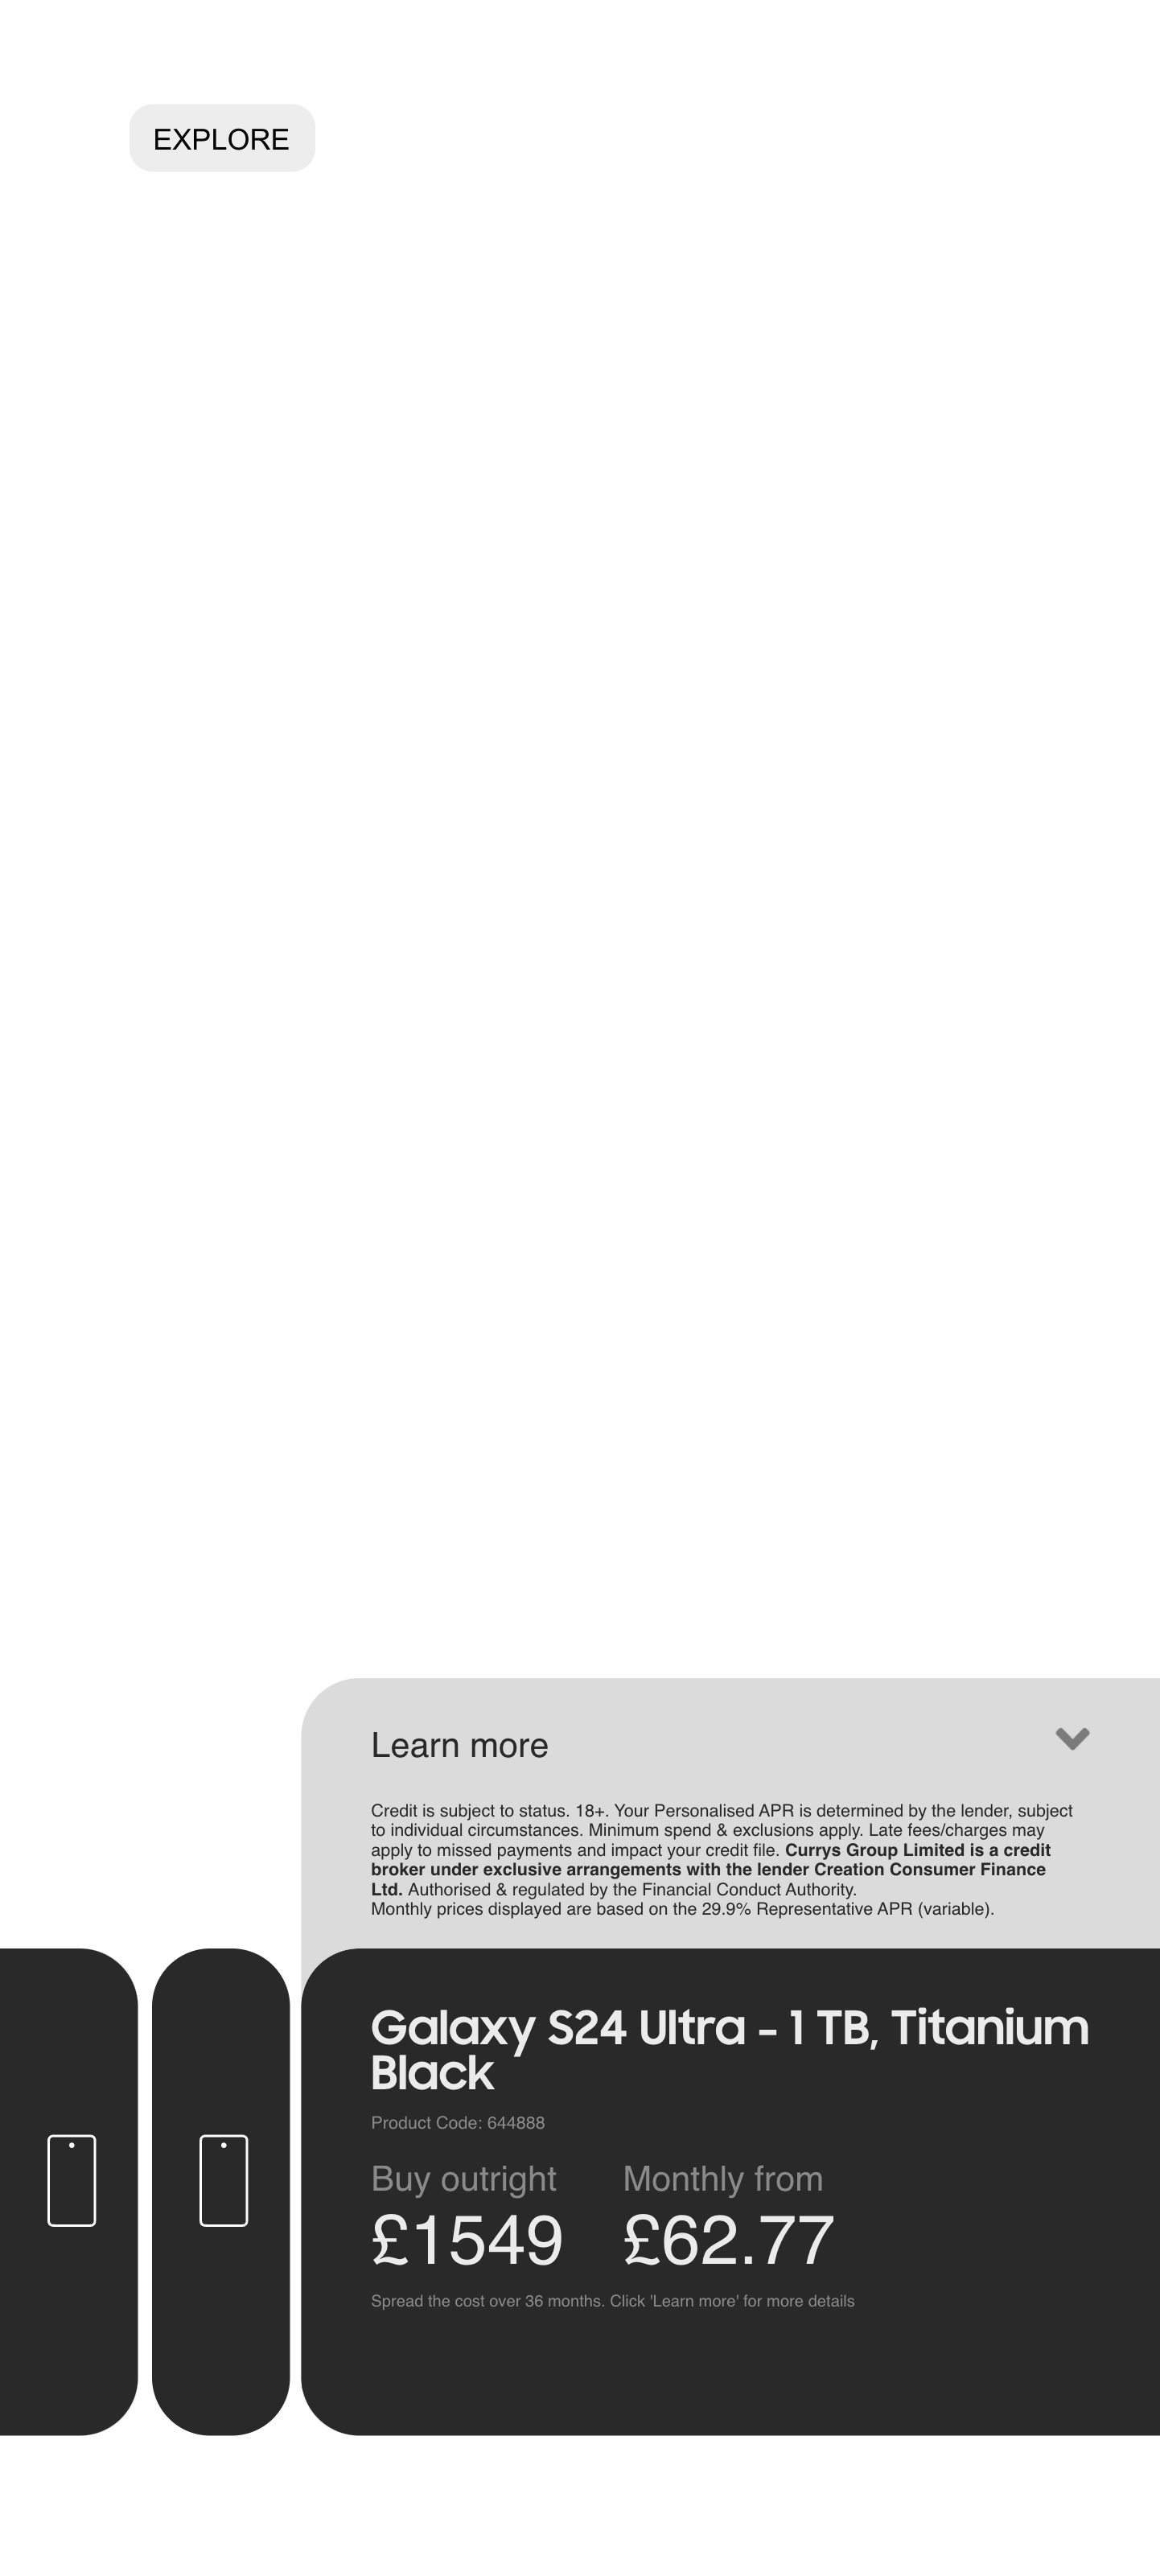 EXPLORE
Learn more
Credit is subject to status. 18+. Your Personalised APR is determined by the lender, subject
to individual circumstances. Minimum spend & exclusions apply. Late fees/charges may
apply to missed payments and impact your credit file. Currys Group Limited is a credit
broker under exclusive arrangements with the lender Creation Consumer Finance
Ltd. Authorised & regulated by the Financial Conduct Authority.
Monthly prices displayed are based on the 29.9% Representative APR (variable).
Galaxy S24 Ultra - 1 TB, Titanium
Black
Product Code: 644888
Buy outright Monthly from
£1549 £62.77
Spread the cost over 36 months. Click 'Learn more' for more details